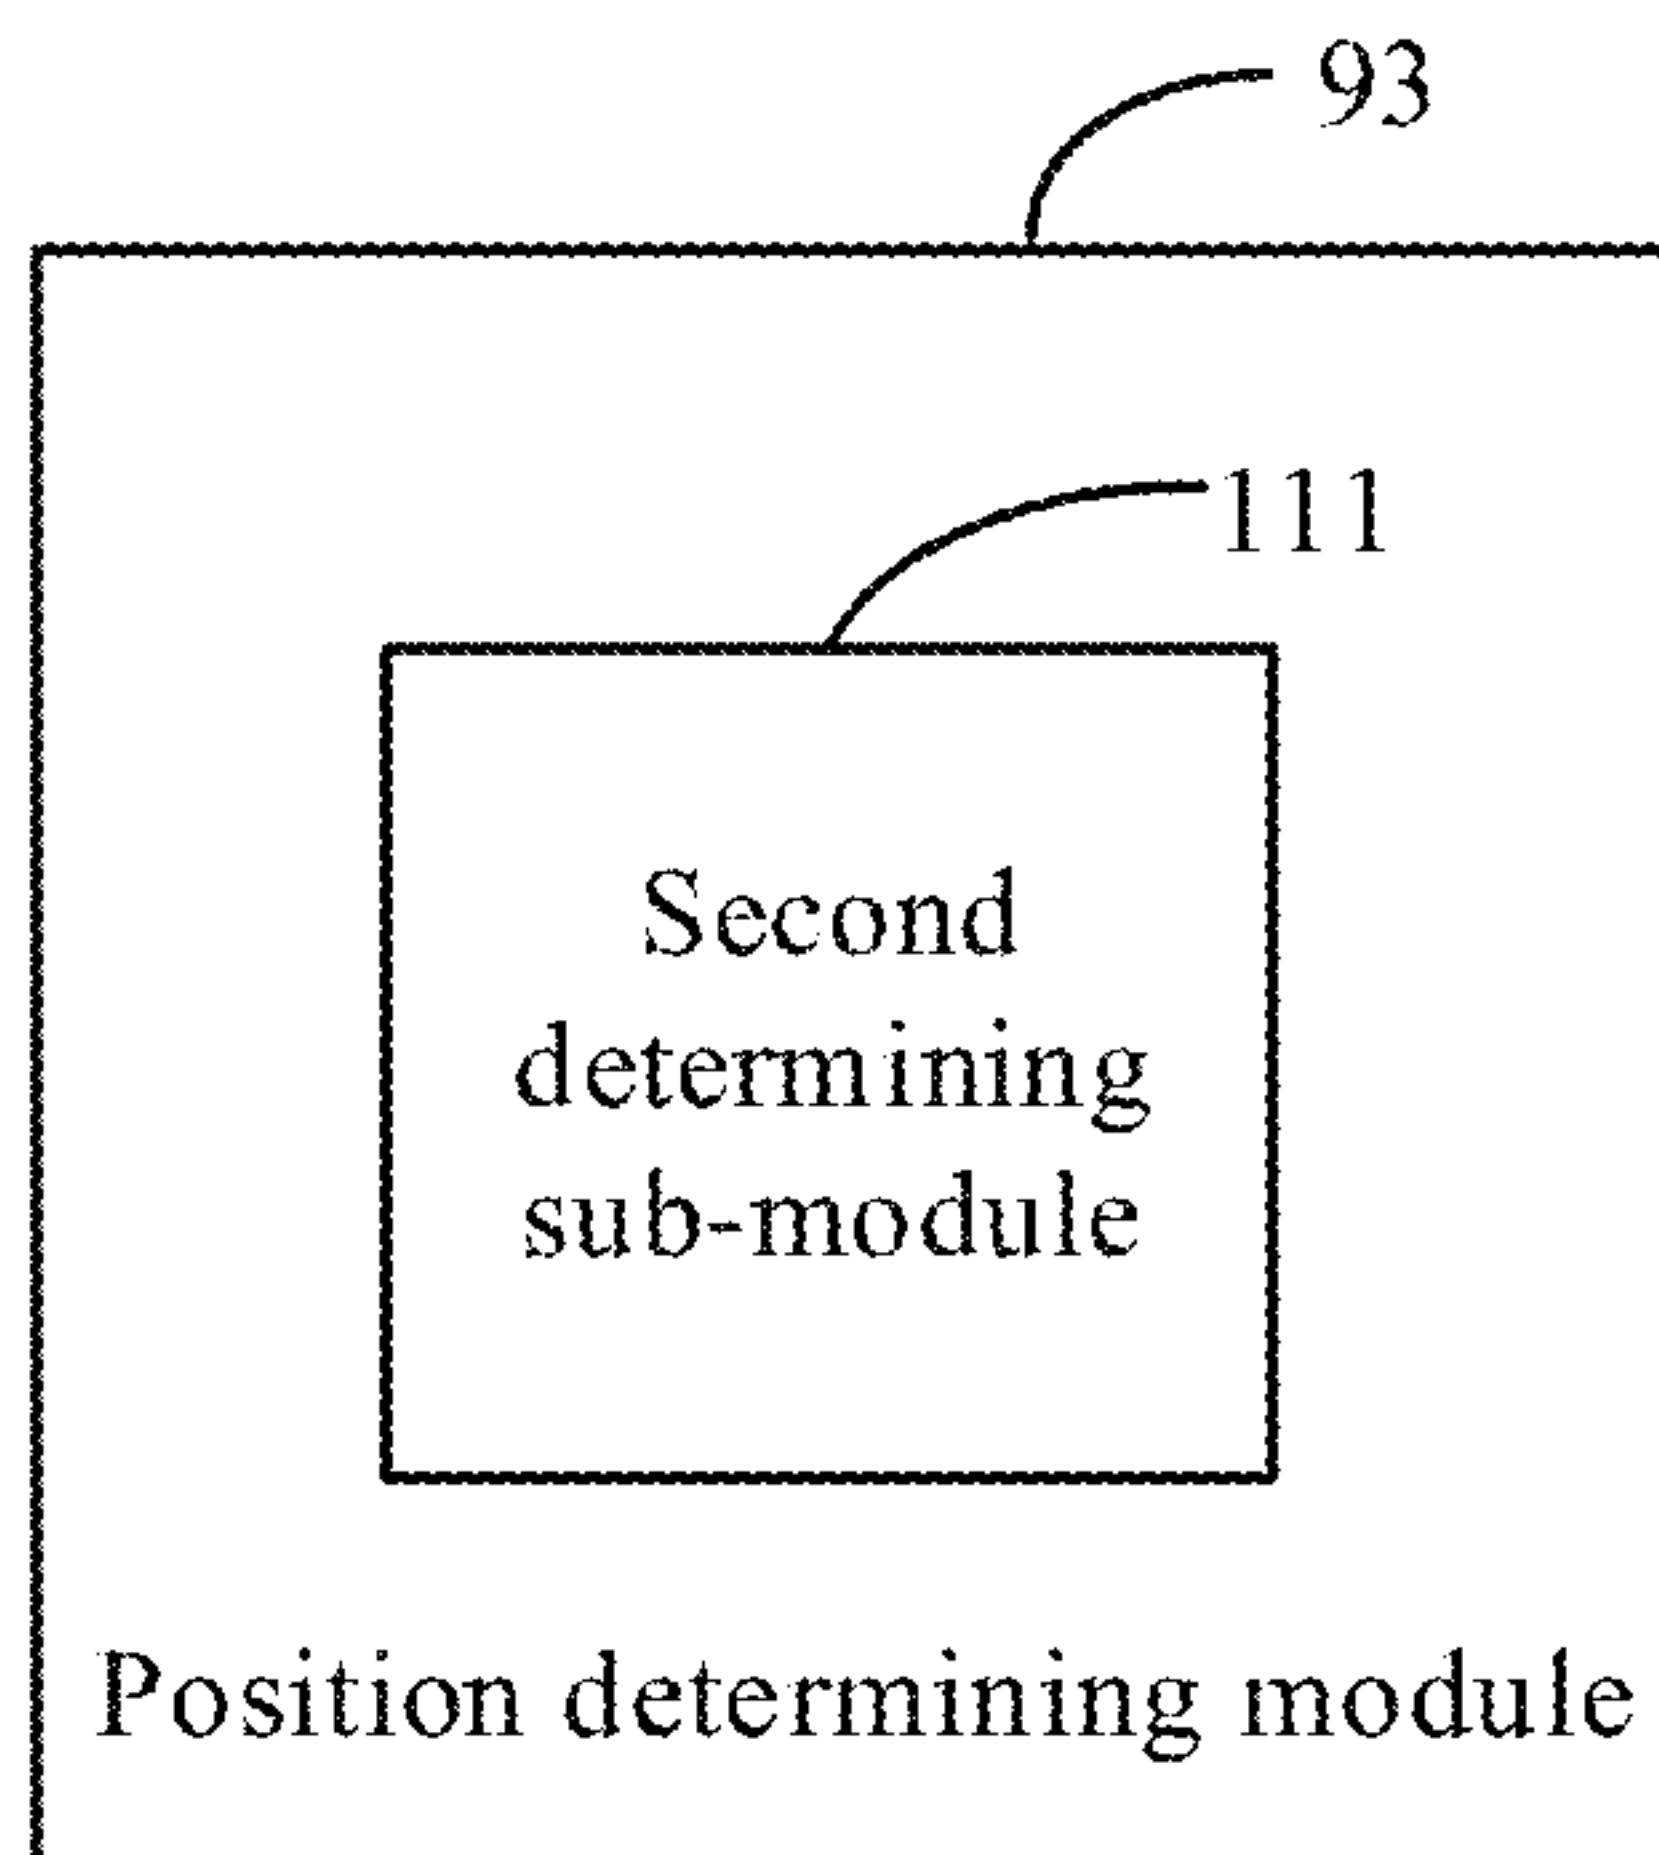 93
111
Second
determining
sub-module
Position determining module